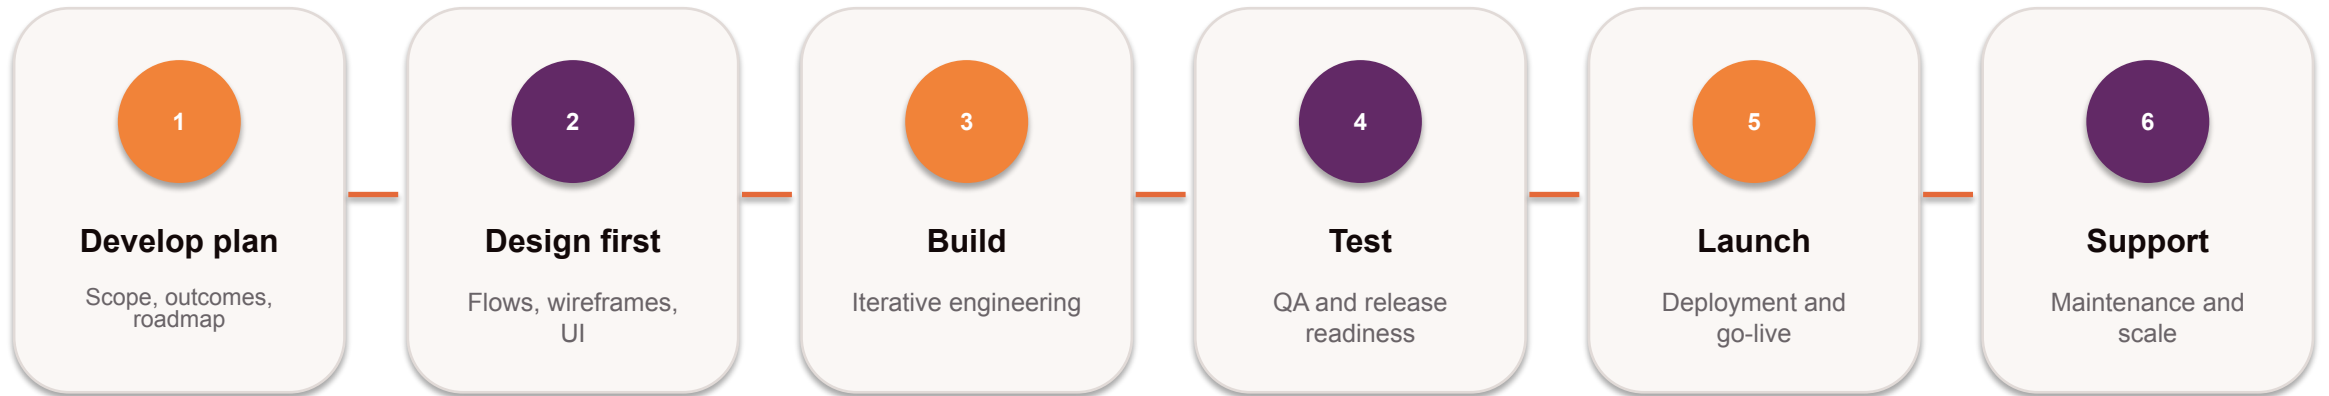 1
Develop plan
Scope, outcomes,
roadmap
2
Design first
Flows, wireframes,
UI
3
Build
Iterative engineering
4
Test
QA and release
readiness
5
Launch
Deployment and
go-live
6
Support
Maintenance and
scale